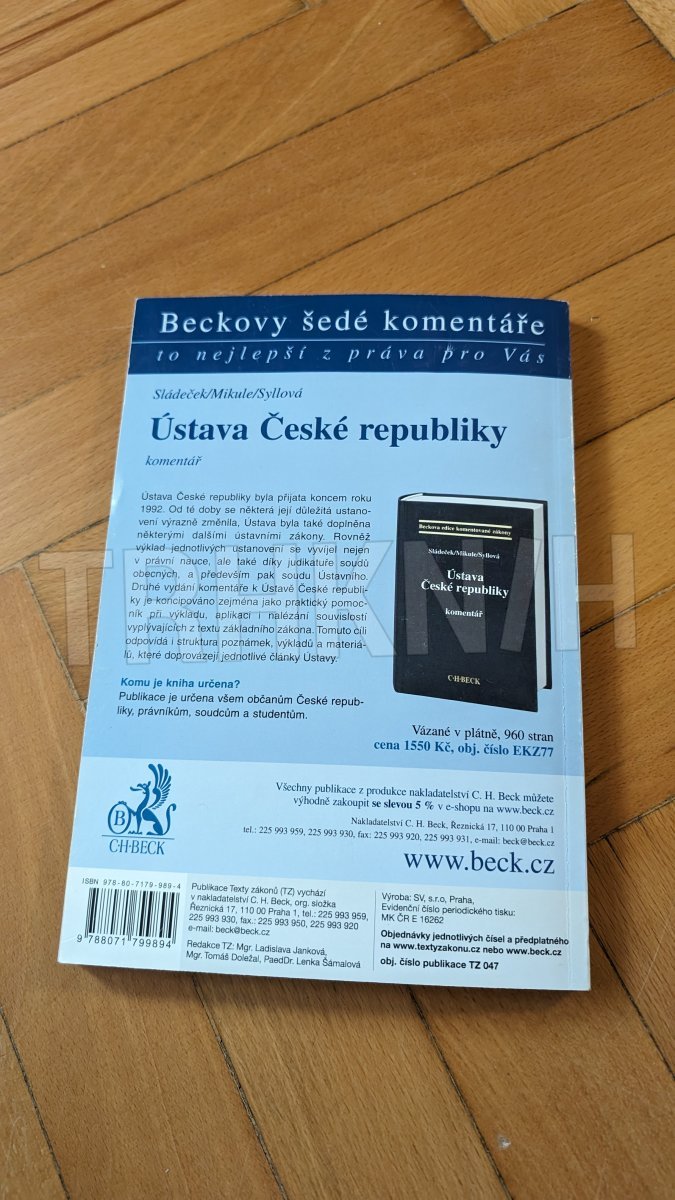 Beckovy šedé komentáře
to nejlepší z práva pro Vás
Sládeček/Mikule/Syllová
Ústava České republiky
komentář
Ústava České republiky byla přijata koncem roku
1992. Od té doby se některá její důležitá ustano-
vení výrazně změnila, Ústava byla také doplněna
některými dalšími ústavními zákony. Rovněž
výklad jednotlivých ustanovení se vyvíjel nejen
v právní nauce, ale také díky judikatuře soudů
obecných, a především pak soudu Ústavního.
Druhé vydání komentáře k Ústavě České republi-
ky je koncipováno zejména jako praktický pomoc-
ník při výkladu, aplikaci i nalézání souvislostí
vyplývajících z textu základního zákona. Tomuto cíli
odpovídá i struktura poznámek, výkladů a materiá-
lů, které doprovázejí jednotlivé články Ústavy.
Komu je kniha určena?
Publikace je určena všem občanům České repub-
liky, právníkům, soudcům a studentům.
Beckova edice komentované zákony
Sládeček/Mikule/Syllová
Ústava
České republiky
komentář
C·H·BECK
Vázané v plátně, 960 stran
cena 1550 Kč, obj. číslo EKZ77
B
C·H·BECK
Všechny publikace z produkce nakladatelství C. H. Beck můžete
výhodně zakoupit se slevou 5 % v e-shopu na www.beck.cz
Nakladatelství C. H. Beck, Řeznická 17, 110 00 Praha 1
tel.: 225 993 959, 225 993 930, fax: 225 993 920, 225 993 931, e-mail: beck@beck.cz
www.beck.cz
ISBN 978-80-7179-989-4
9 788071 799894
Publikace Texty zákonů (TZ) vychází
v nakladatelství C. H. Beck, org. složka
Řeznická 17, 110 00 Praha 1, tel.: 225 993 959,
225 993 930, fax.: 225 993 950, 225 993 920
e-mail: beck@beck.cz
Redakce TZ: Mgr. Ladislava Janková,
Mgr. Tomáš Doležal, PaedDr. Lenka Šámalová
Výroba: SV, s.r.o, Praha,
Evidenční číslo periodického tisku:
MK ČR E 16262
Objednávky jednotlivých čísel a předplatného
na www.textyzakonu.cz nebo www.beck.cz
obj. číslo publikace TZ 047